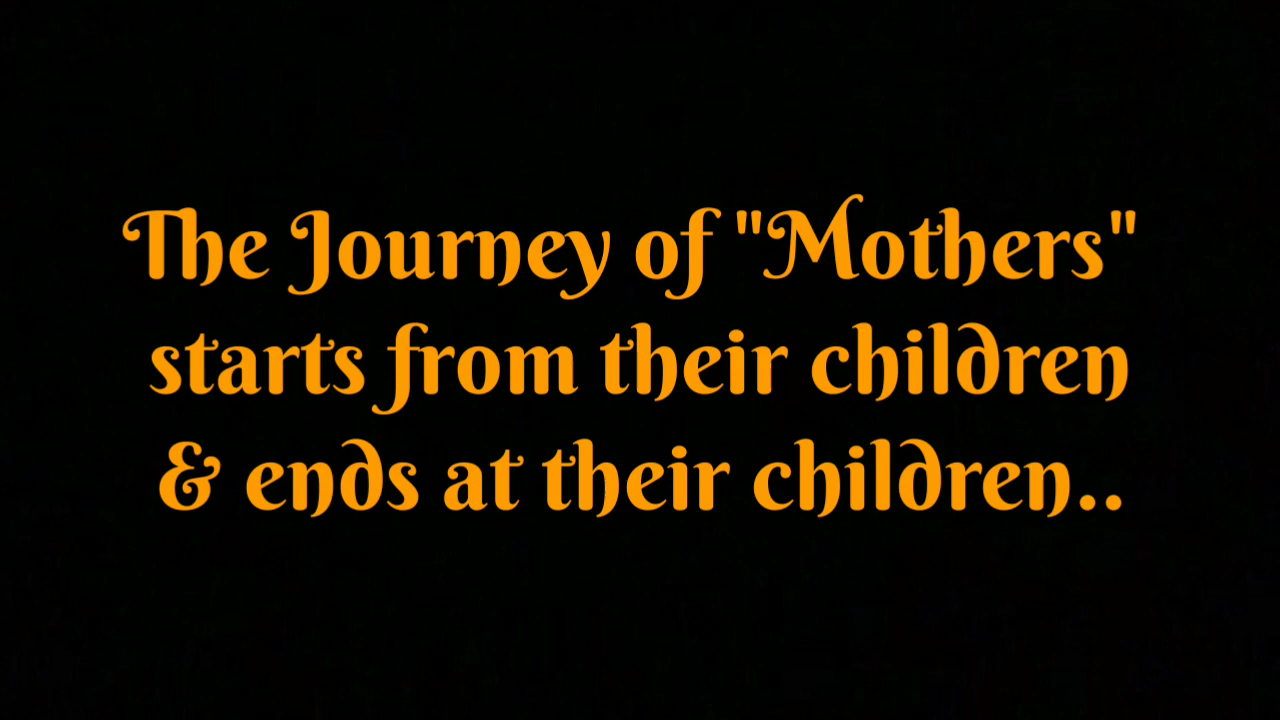 The Journey of "Mothers"
starts from their children
& ends at their children..